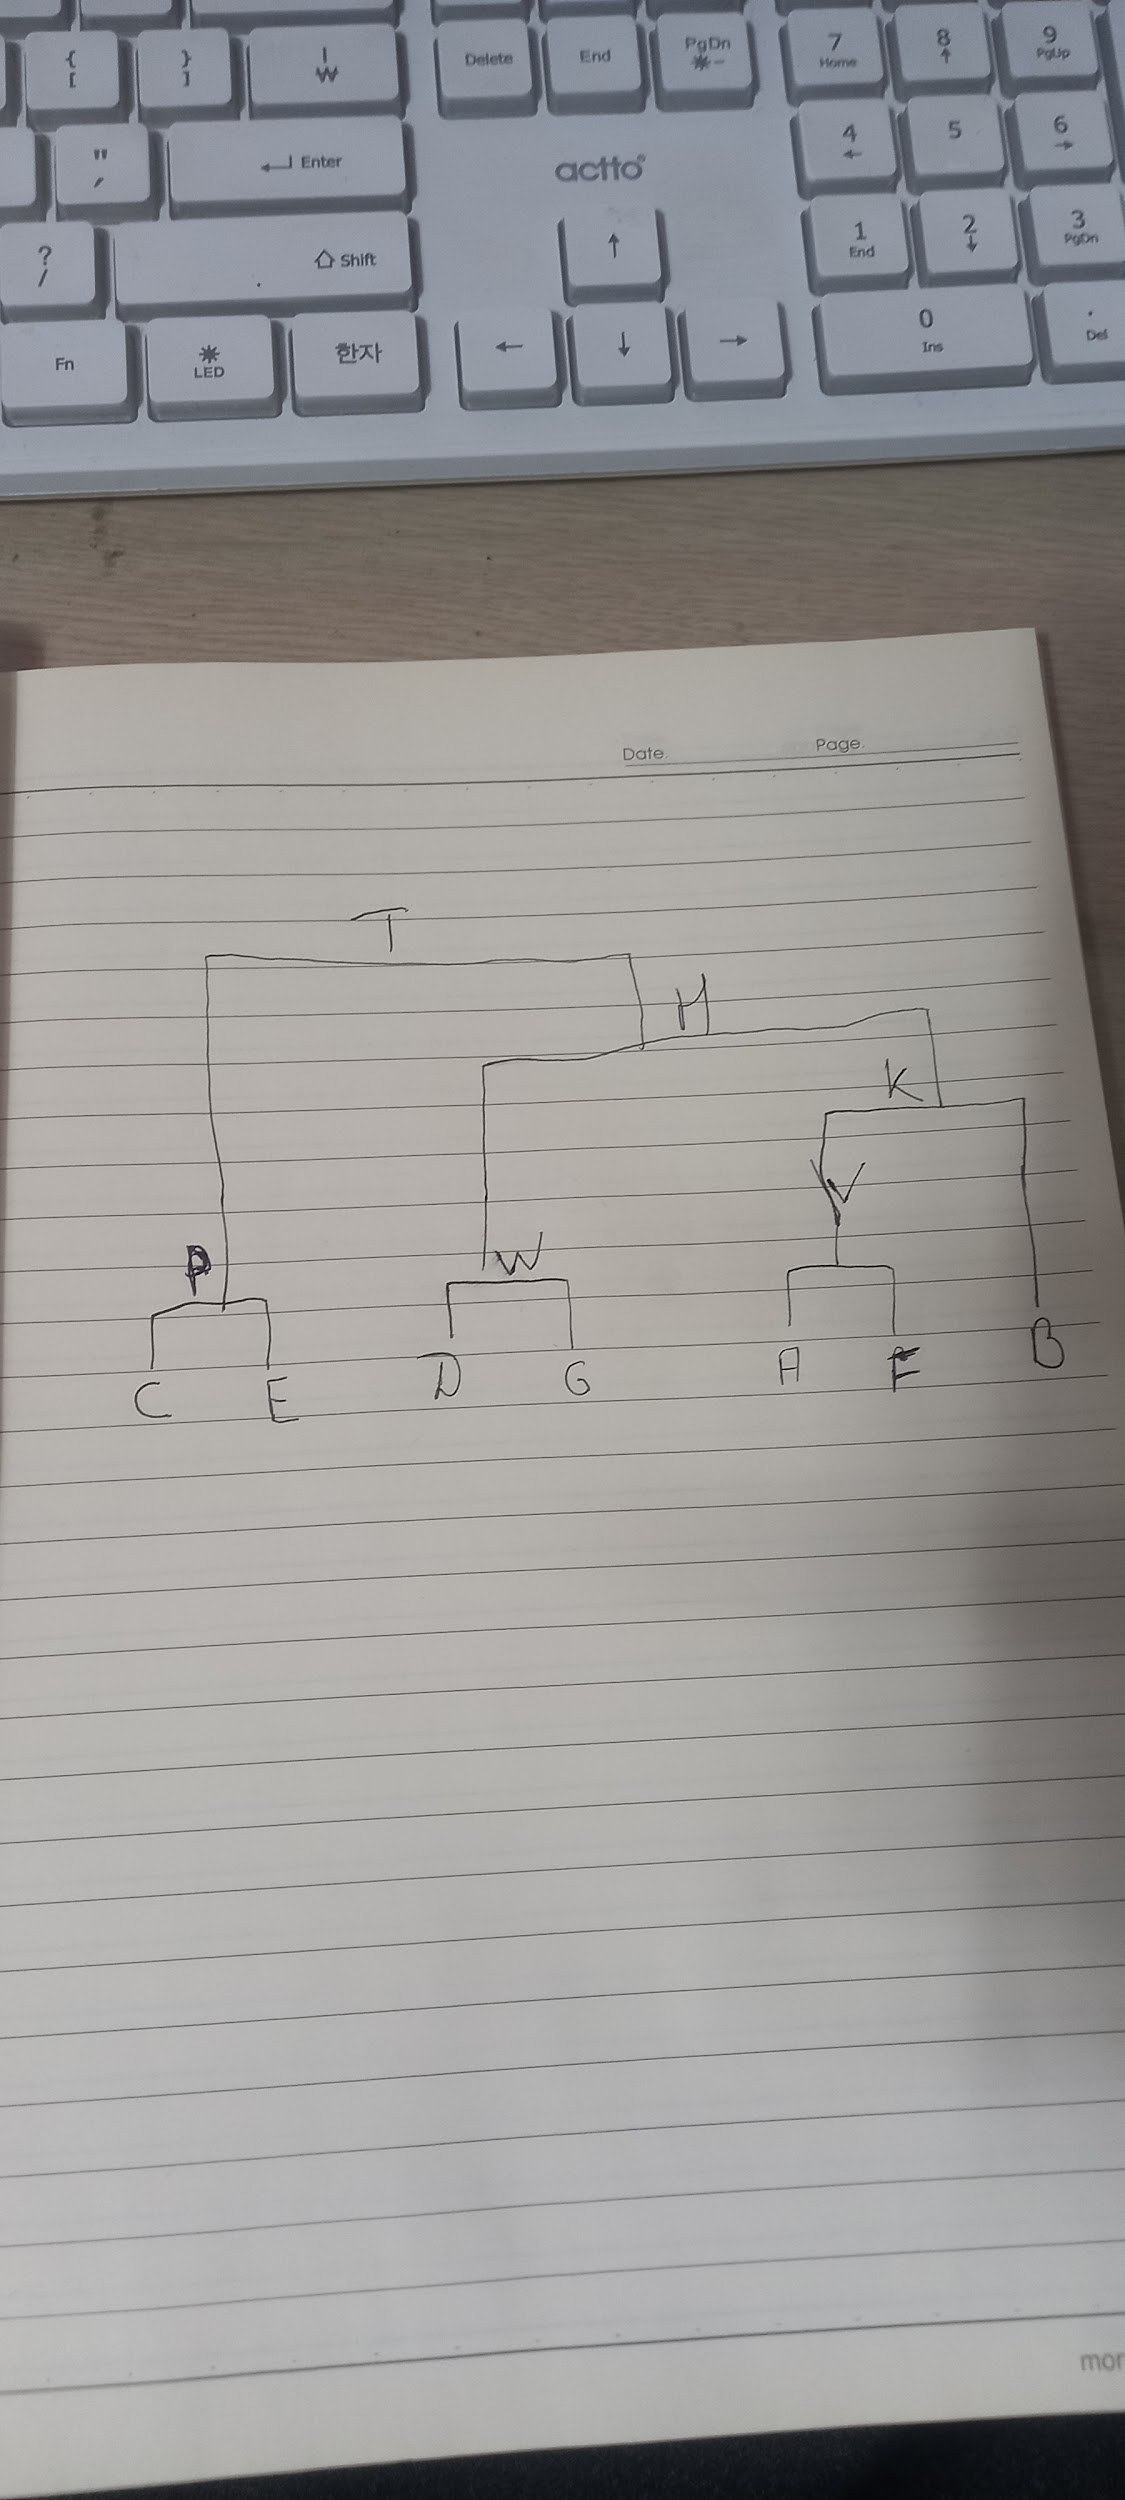 { } | Delete End PgDn 7 8 9
[ ] ₩ Home ↑ PgUp
" ← Enter actto 4 5 6
' ← →
? ⇧ Shift ↑ 1 2 3
/ End ↓ PgDn
Fn LED 한자 ← ↓ → 0 .
Ins Del
Date. Page.
T
H
K
V
P W
C E D G A F B